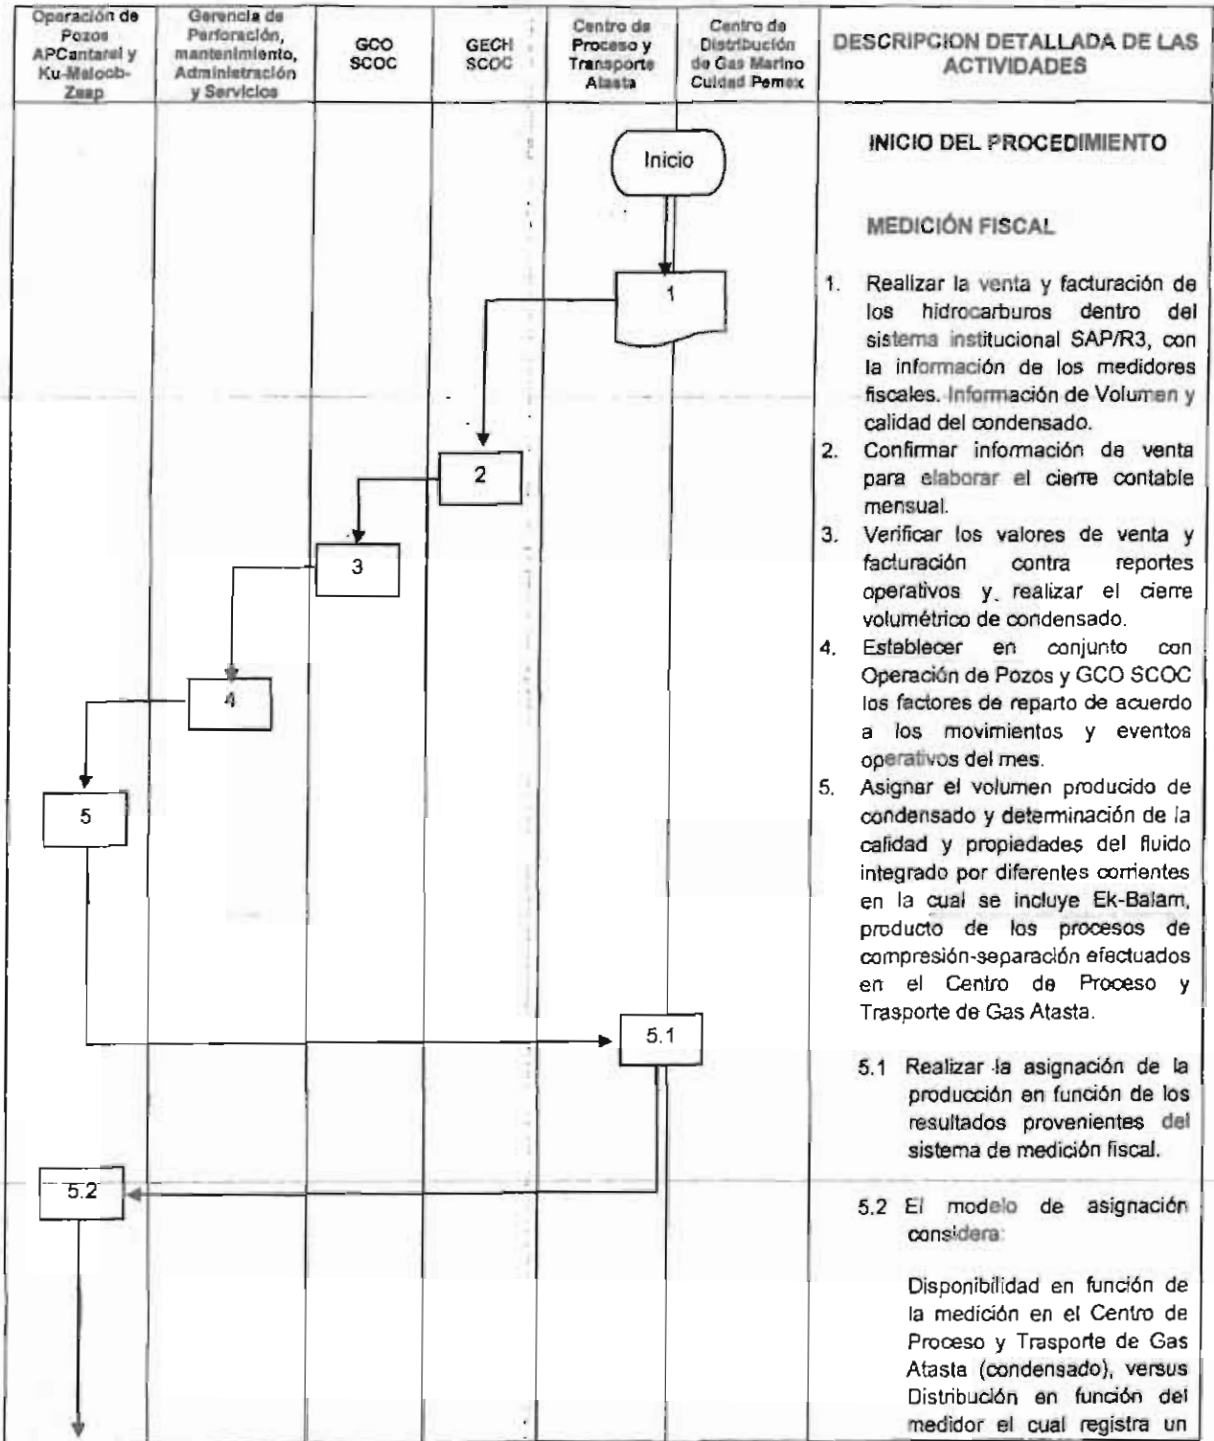 Operación de
Pozos
APCantarel y
Ku-Maloob-
Zaap
Gerencia de
Perforación,
mantenimiento,
Administración
y Servicios
GCO
SCOC
GECH
SCOC
Centro de
Proceso y
Transporte
Atasta
Centro de
Distribución
de Gas Marino
Cuidad Pemex
DESCRIPCION DETALLADA DE LAS
ACTIVIDADES
Inicio
1
2
3
4
5
5.1
5.2
INICIO DEL PROCEDIMIENTO
MEDICIÓN FISCAL
1. Realizar la venta y facturación de
los hidrocarburos dentro del
sistema institucional SAP/R3, con
la información de los medidores
fiscales. Información de Volumen y
calidad del condensado.
2. Confirmar información de venta
para elaborar el cierre contable
mensual.
3. Verificar los valores de venta y
facturación contra reportes
operativos y realizar el cierre
volumétrico de condensado.
4. Establecer en conjunto con
Operación de Pozos y GCO SCOC
los factores de reparto de acuerdo
a los movimientos y eventos
operativos del mes.
5. Asignar el volumen producido de
condensado y determinación de la
calidad y propiedades del fluido
integrado por diferentes corrientes
en la cual se incluye Ek-Balam,
producto de los procesos de
compresión-separación efectuados
en el Centro de Proceso y
Trasporte de Gas Atasta.
5.1 Realizar la asignación de la
producción en función de los
resultados provenientes del
sistema de medición fiscal.
5.2 El modelo de asignación
considera:
Disponibilidad en función de
la medición en el Centro de
Proceso y Trasporte de Gas
Atasta (condensado), versus
Distribución en función del
medidor el cual registra un